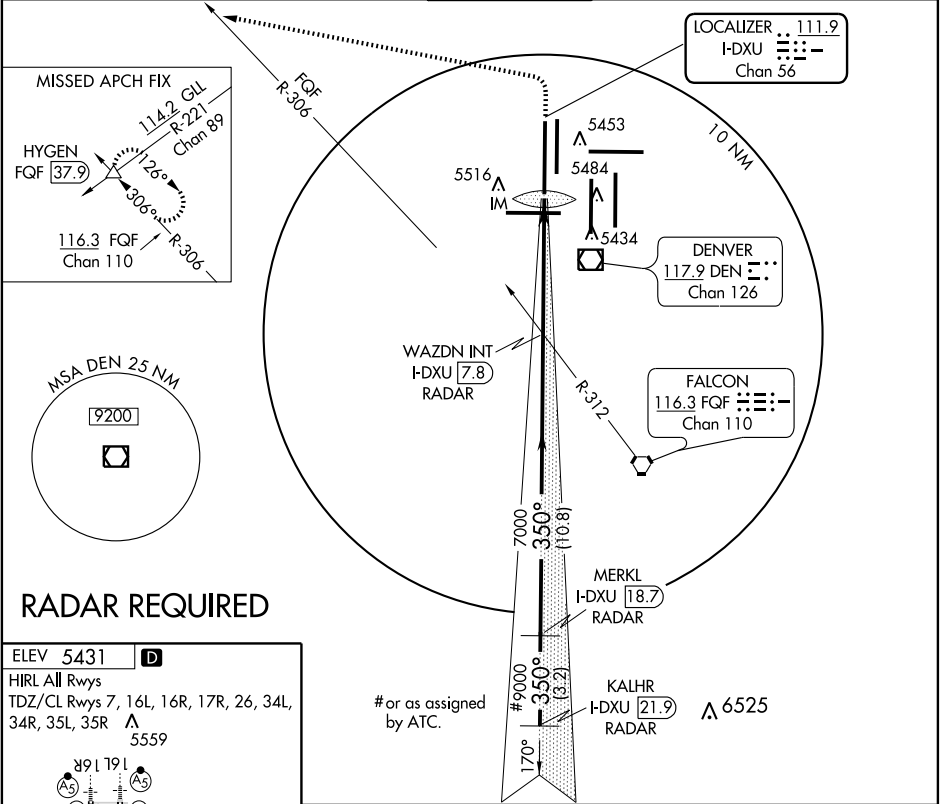 LOCALIZER 111.9
I-DXU
Chan 56
MISSED APCH FIX
114.2 GLL
R-221
Chan 89
HYGEN
FQF 37.9
126°
306°
116.3 FQF
Chan 110
R-306
FQF
R-306
10 NM
5453
5516
IM
5484
5434
DENVER
117.9 DEN
Chan 126
WAZDN INT
I-DXU 7.8
RADAR
R-312
FALCON
116.3 FQF
Chan 110
MSA DEN 25 NM
9200
7000
350°
(10.8)
MERKL
I-DXU 18.7
RADAR
RADAR REQUIRED
#9000
350°
(3.2)
KALHR
I-DXU 21.9
RADAR
6525
170°
# or as assigned
by ATC.
ELEV 5431 D
HIRL All Rwys
TDZ/CL Rwys 7, 16L, 16R, 17R, 26, 34L,
34R, 35L, 35R
5559
16R 16L
A5 A5